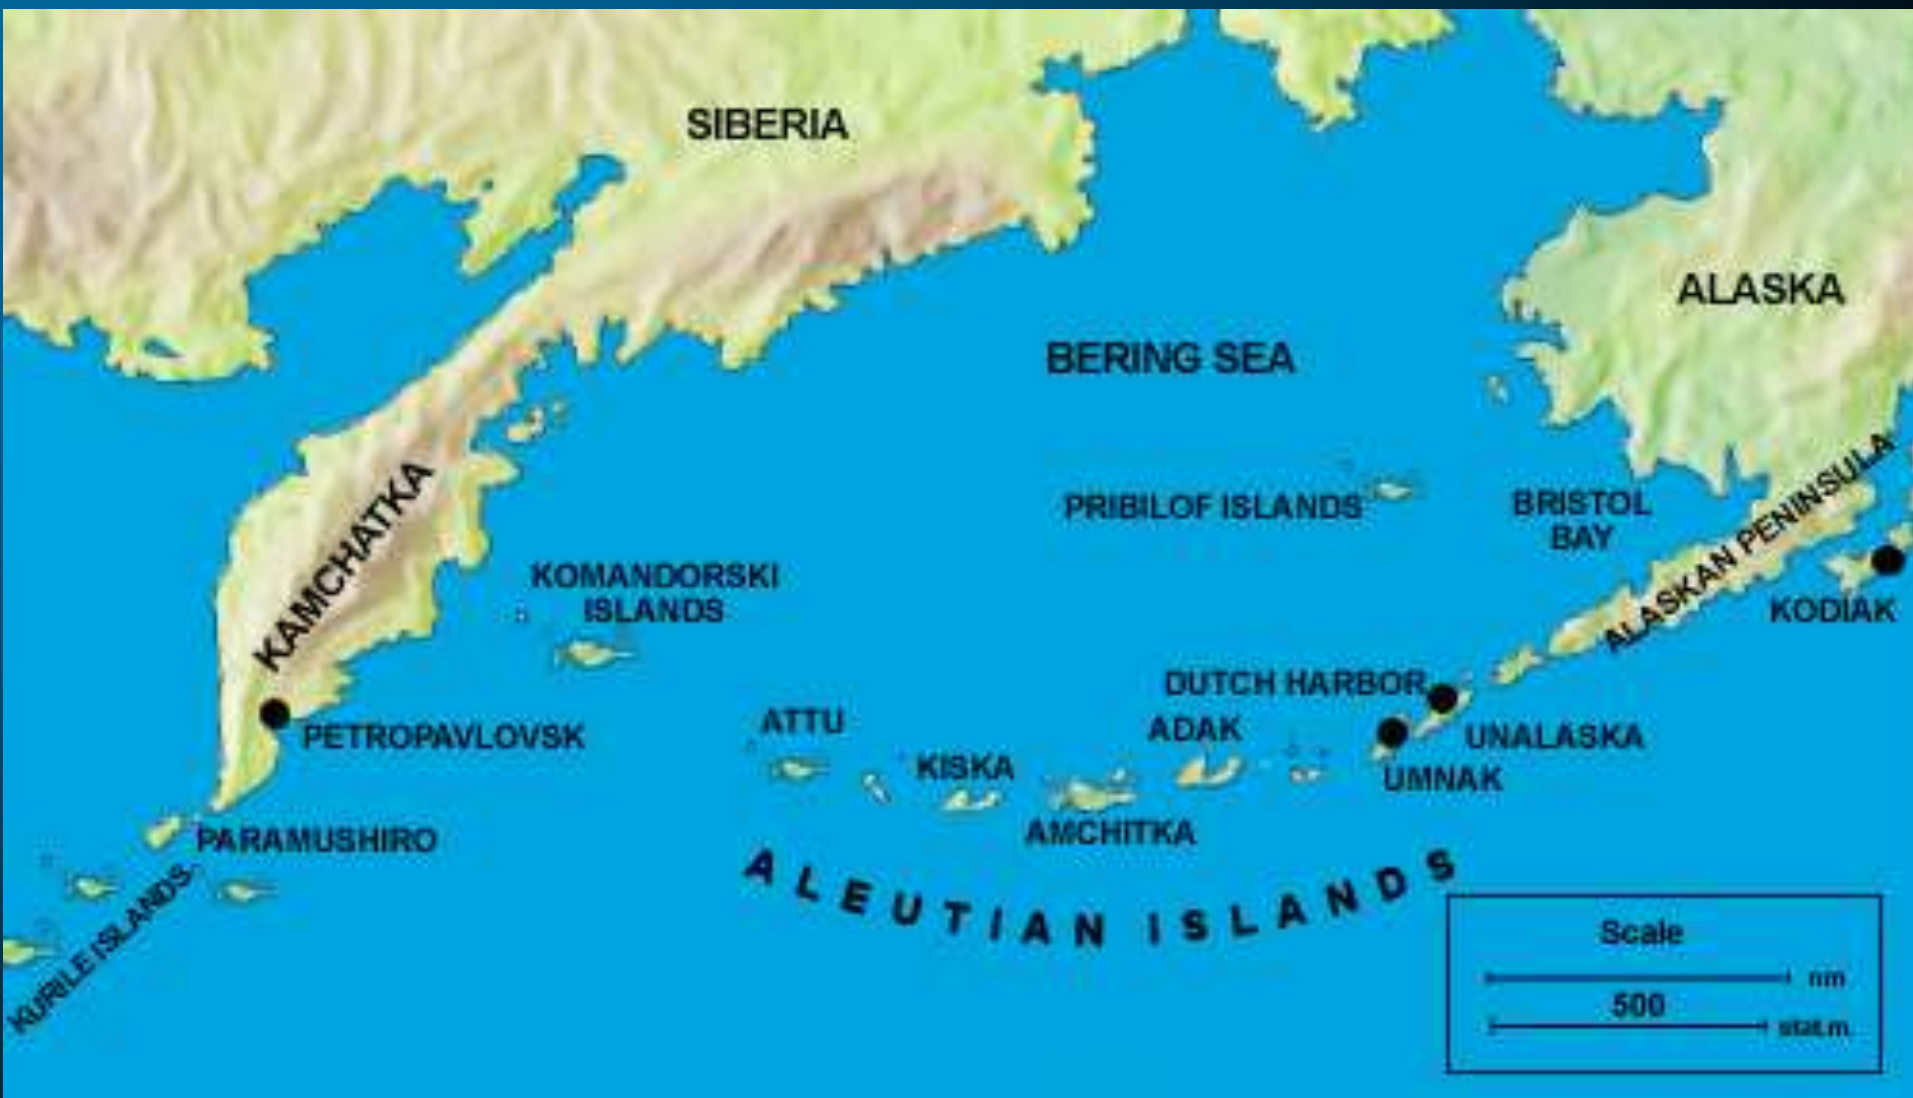 SIBERIA
ALASKA
BERING SEA
PRIBILOF ISLANDS
BRISTOL
BAY
ALASKAN PENINSULA
KODIAK
KAMCHATKA
KOMANDORSKI
ISLANDS
DUTCH HARBOR
UNALASKA
UMNAK
ADAK
ATTU
KISKA
AMCHITKA
PETROPAVLOVSK
PARAMUSHIRO
KURILE ISLANDS
ALEUTIAN ISLANDS
Scale
nm
500
stat.m.